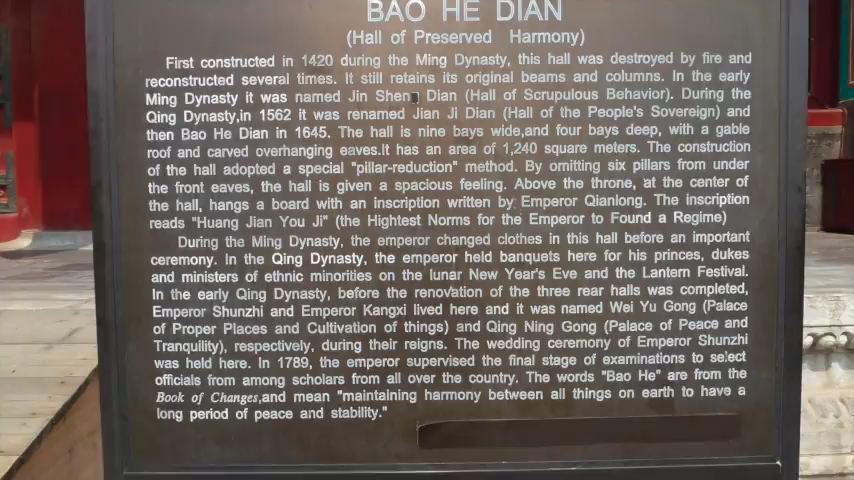 BAO HE DIAN
(Hall of Preserved Harmony)
First constructed in 1420 during the Ming Dynasty, this hall was destroyed by fire and
reconstructed several times. It still retains its original beams and columns. In the early
Ming Dynasty it was named Jin Shen Dian (Hall of Scrupulous Behavior). During the
Qing Dynasty,in 1562 it was renamed Jian Ji Dian (Hall of the People's Sovereign) and
then Bao He Dian in 1645. The hall is nine bays wide,and four bays deep, with a gable
roof and carved overhanging eaves.It has an area of 1,240 square meters. The construction
of the hall adopted a special "pillar-reduction" method. By omitting six pillars from under
the front eaves, the hall is given a spacious feeling. Above the throne, at the center of
the hall, hangs a board with an inscription written by Emperor Qianlong. The inscription
reads "Huang Jian You Ji" (the Hightest Norms for the Emperor to Found a Regime)
During the Ming Dynasty, the emperor changed clothes in this hall before an important
ceremony. In the Qing Dynasty, the emperor held banquets here for his princes, dukes
and ministers of ethnic minorities on the lunar New Year's Eve and the Lantern Festival.
In the early Qing Dynasty, before the renovation of the three rear halls was completed,
Emperor Shunzhi and Emperor Kangxi lived here and it was named Wei Yu Gong (Palace
of Proper Places and Cultivation of things) and Qing Ning Gong (Palace of Peace and
Tranquility), respectively, during their reigns. The wedding ceremony of Emperor Shunzhi
was held here. In 1789, the emperor supervised the final stage of examinations to select
officials from among scholars from all over the country. The words "Bao He" are from the
Book of Changes,and mean "maintaining harmony between all things on earth to have a
long period of peace and stability."